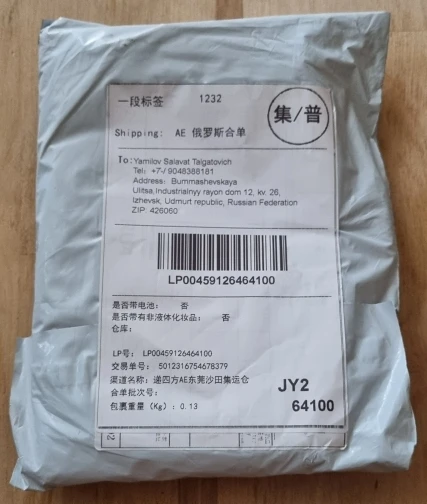 一段标签 1232
集/普
Shipping: AE 俄罗斯合单
To: Yamilov Salavat Talgatovich
Tel: +7-/ 9048388181
Address: Bummashevskaya
Ulitsa,Industrialnyy rayon dom 12, kv. 26,
Izhevsk, Udmurt republic, Russian Federation
ZIP: 426060
LP00459126464100
是否带电池: 否
是否带有非液体化妆品: 否
仓库:
LP号: LP00459126464100
交易单号: 5012316754678379
渠道名称: 递四方AE东莞沙田集运仓
合单批次号:
包裹重量 (Kg) : 0.13
JY2
64100